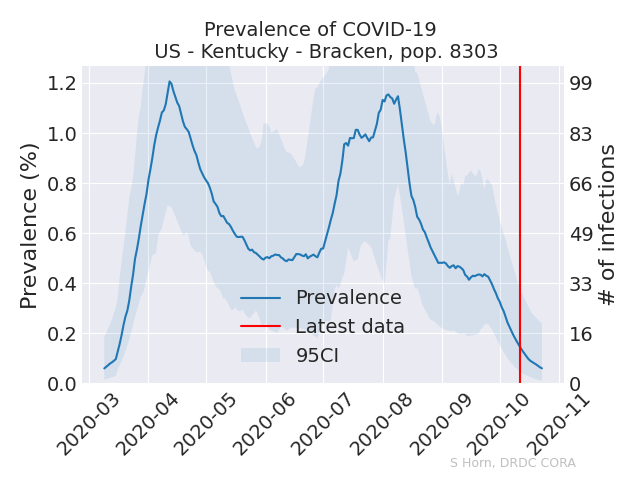 Prevalence of COVID-19
US - Kentucky - Bracken, pop. 8303
Prevalence (%)
1.2
1.0
0.8
0.6
0.4
0.2
0.0
99
83
66
49
33
16
0
# of infections
Prevalence
Latest data
95CI
2020-03
2020-04
2020-05
2020-06
2020-07
2020-08
2020-09
2020-10
2020-11
S Horn, DRDC CORA